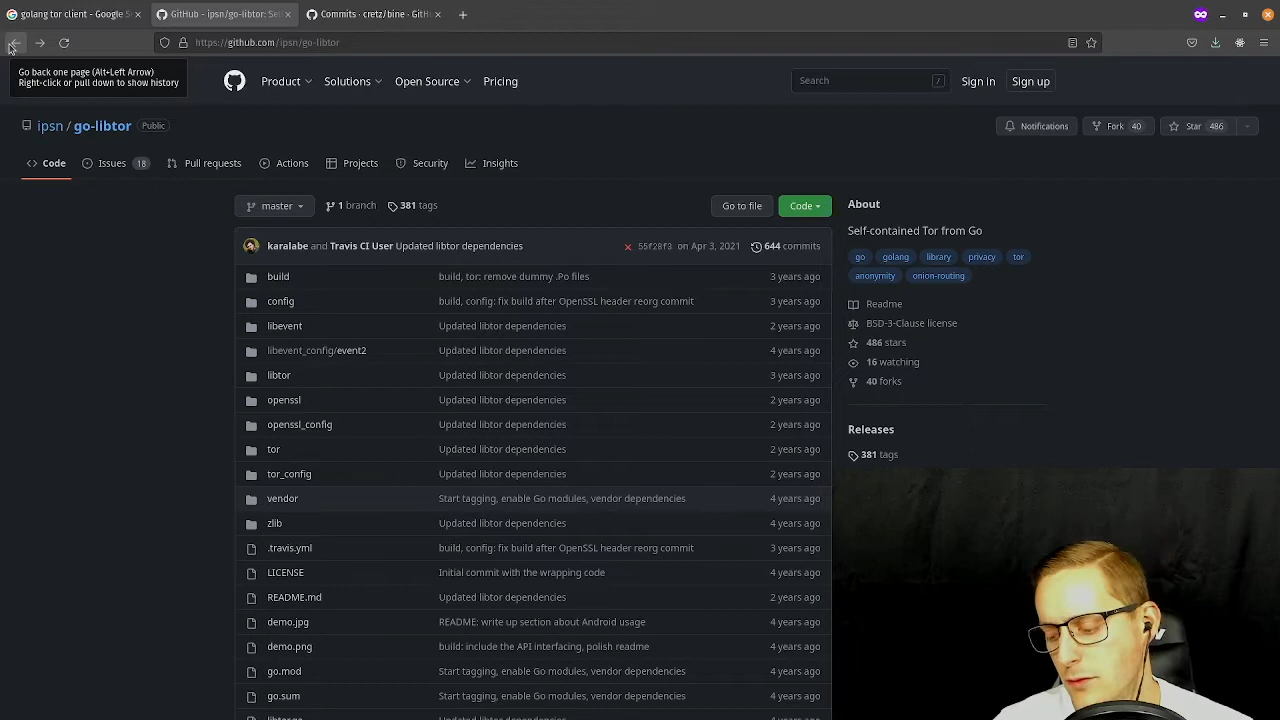 golang tor client - Google S
GitHub - ipsn/go-libtor: Sel
Commits · cretz/bine · GitH
https://github.com/ipsn/go-libtor
Go back one page (Alt+Left Arrow)
Right-click or pull down to show history
Product
Solutions
Open Source
Pricing
Search
/
Sign in
Sign up
ipsn / go-libtor
Public
Notifications
Fork 40
Star 486
Code
Issues 18
Pull requests
Actions
Projects
Security
Insights
master
1 branch
381 tags
Go to file
Code
About
Self-contained Tor from Go
go
golang
library
privacy
tor
anonymity
onion-routing
Readme
BSD-3-Clause license
486 stars
16 watching
40 forks
Releases
381 tags
karalabe and Travis CI User Updated libtor dependencies
55f28f3 on Apr 3, 2021
644 commits
build build, tor: remove dummy .Po files 3 years ago
config build, config: fix build after OpenSSL header reorg commit 3 years ago
libevent Updated libtor dependencies 2 years ago
libevent_config/event2 Updated libtor dependencies 4 years ago
libtor Updated libtor dependencies 3 years ago
openssl Updated libtor dependencies 2 years ago
openssl_config Updated libtor dependencies 2 years ago
tor Updated libtor dependencies 2 years ago
tor_config Updated libtor dependencies 2 years ago
vendor Start tagging, enable Go modules, vendor dependencies 4 years ago
zlib Updated libtor dependencies 4 years ago
.travis.yml build, config: fix build after OpenSSL header reorg commit 3 years ago
LICENSE Initial commit with the wrapping code 4 years ago
README.md Updated libtor dependencies 2 years ago
demo.jpg README: write up section about Android usage 4 years ago
demo.png build: include the API interfacing, polish readme 4 years ago
go.mod Start tagging, enable Go modules, vendor dependencies 4 years ago
go.sum Start tagging, enable Go modules, vendor dependencies 4 years ago